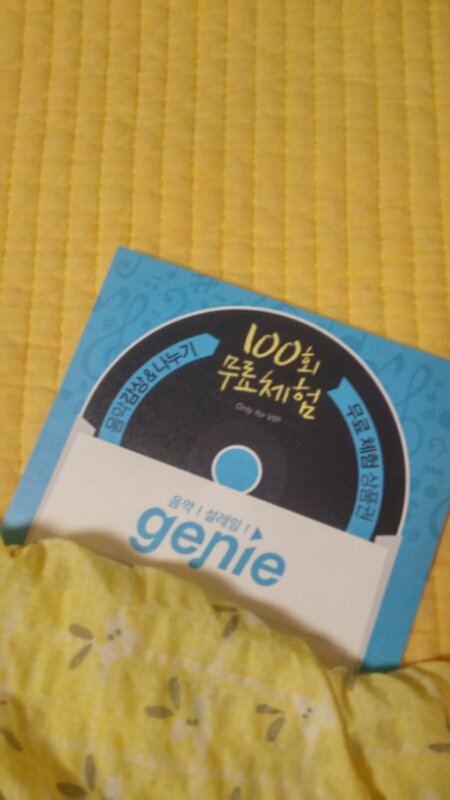 100회
무료체험
Only for VIP
음악감상&나누기
무료 체험 상품권
음악 | 설레임 |
genie